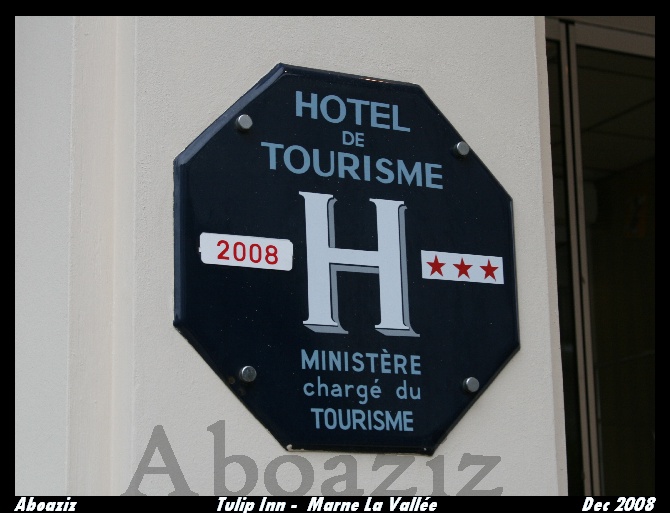 HOTEL
DE
TOURISME
2008 H ★★★
MINISTÈRE
chargé du
TOURISME
Aboaziz
Aboaziz Tulip Inn - Marne La Vallée Dec 2008